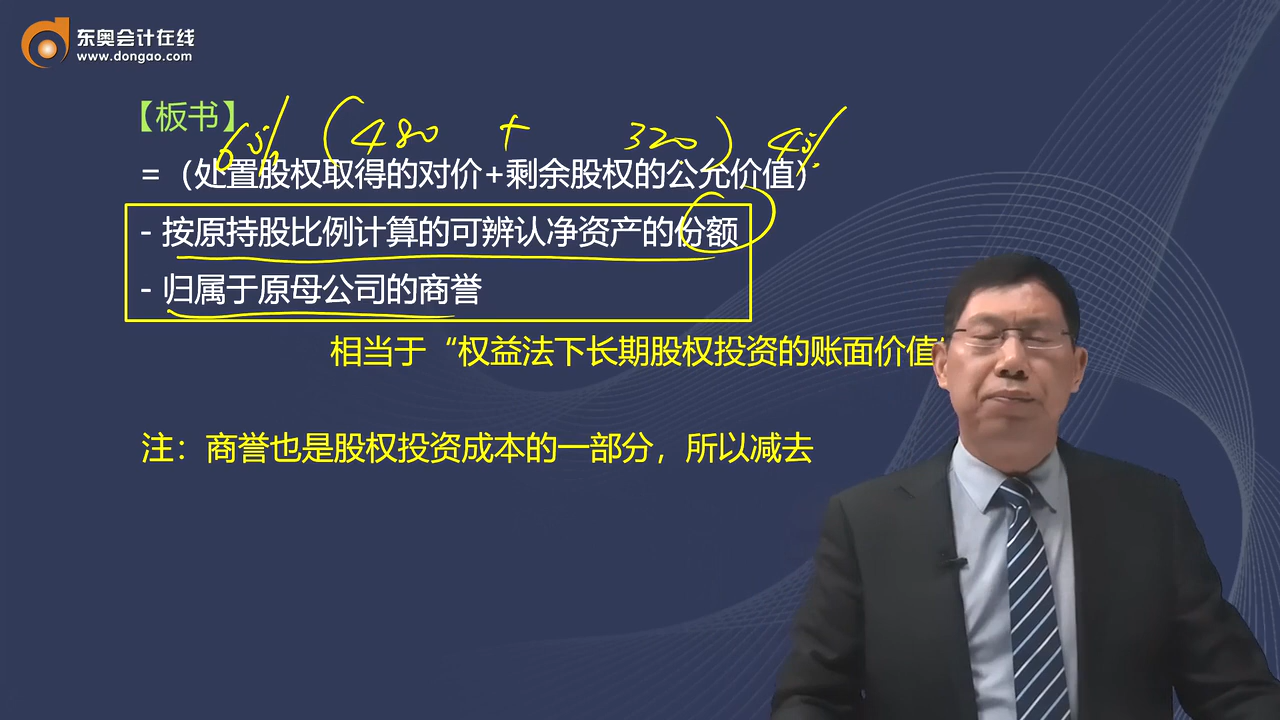 东奥会计在线
www.dongao.com
【板书】
6%  (480 + 320) 4%
=（处置股权取得的对价+剩余股权的公允价值）
- 按原持股比例计算的可辨认净资产的份额
- 归属于原母公司的商誉
相当于“权益法下长期股权投资的账面价值
注：商誉也是股权投资成本的一部分，所以减去